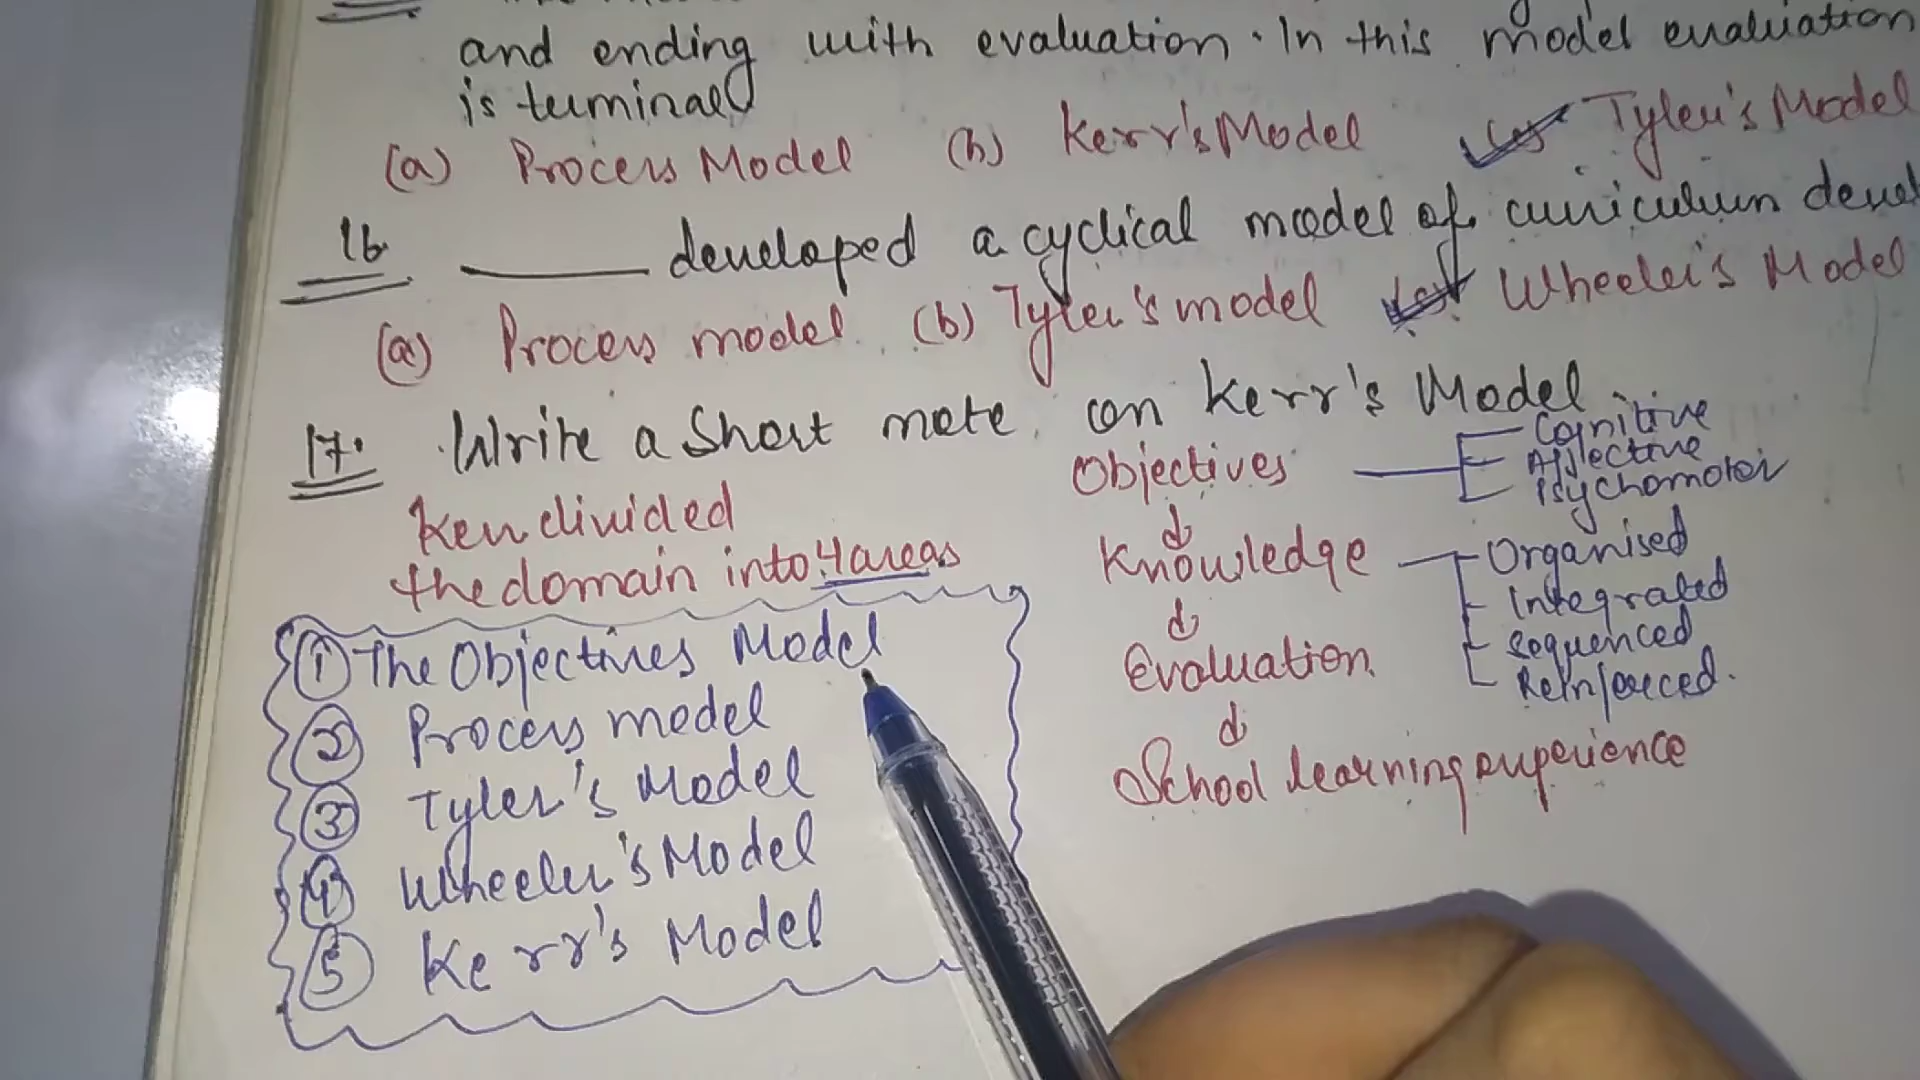 and ending with evaluation. In this model evaluation
is terminal
(a) Process Model (b) Kerr's Model (c) Tyler's Model
16. ______ developed a cyclical model of curriculum devel
(a) Process model (b) Tyler's model (c) Wheeler's Model
17. Write a Short note on Kerr's Model.
Kerr divided
the domain into 4 areas
① The Objectives Model
② Process model
③ Tyler's Model
④ Wheeler's Model
⑤ Kerr's Model
Objectives
Cognitive
Affective
Psychomotor
Knowledge
Organised
Integrated
Sequenced
Reinforced.
Evaluation
School learning experience